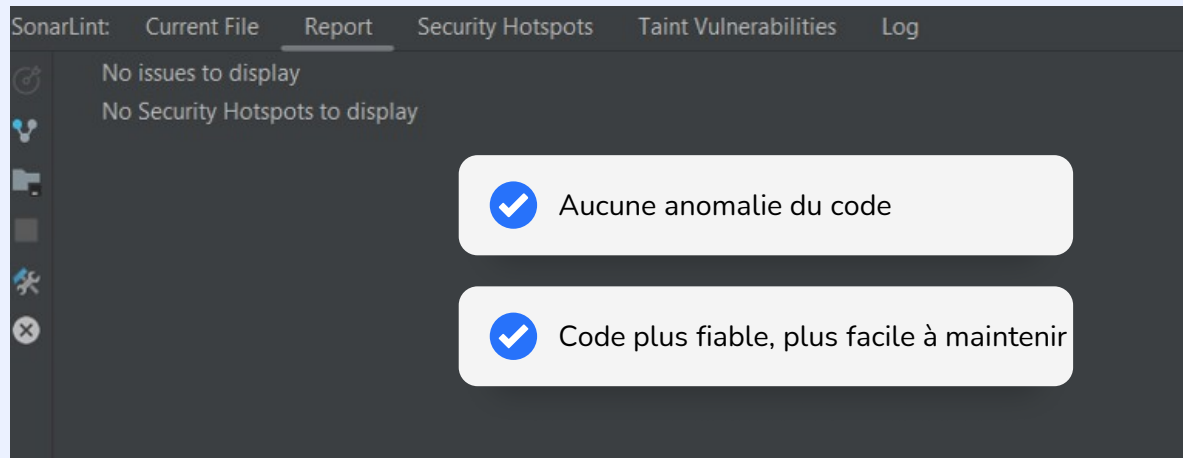 SonarLint: Current File Report Security Hotspots Taint Vulnerabilities Log
No issues to display
No Security Hotspots to display
Aucune anomalie du code
Code plus fiable, plus facile à maintenir